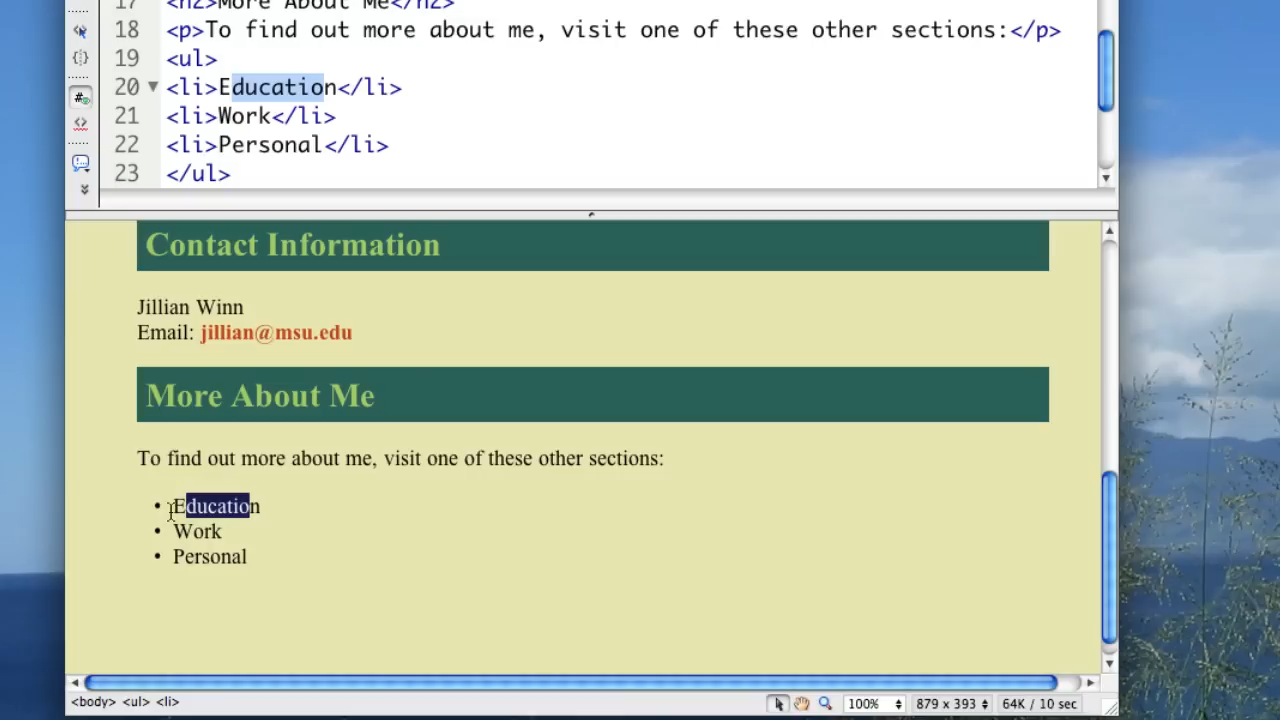 17 <h2>More About Me</h2>
18 <p>To find out more about me, visit one of these other sections:</p>
19 <ul>
20 <li>Education</li>
21 <li>Work</li>
22 <li>Personal</li>
23 </ul>
Contact Information
Jillian Winn
Email: jillian@msu.edu
More About Me
To find out more about me, visit one of these other sections:
• Education
• Work
• Personal
<body> <ul> <li> 100% 879 x 393 64K / 10 sec